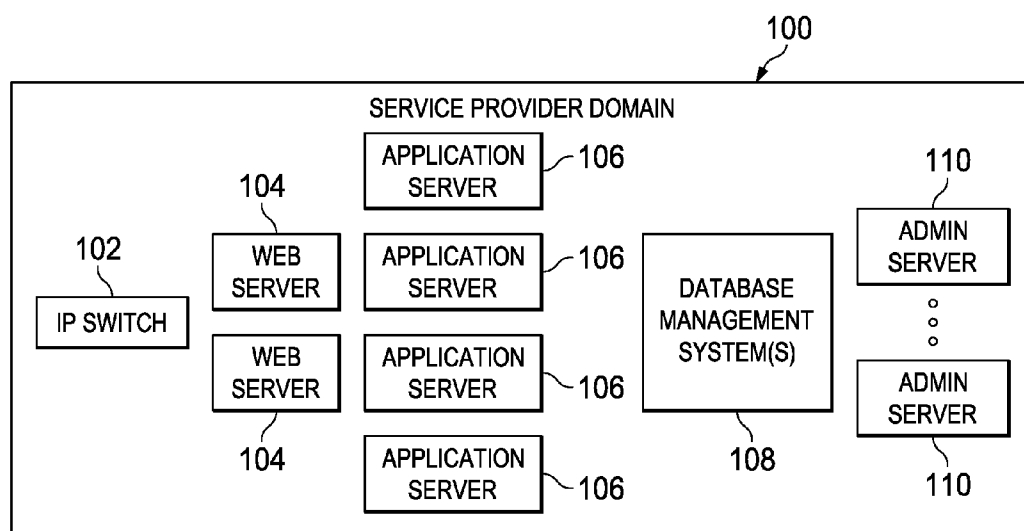 100
SERVICE PROVIDER DOMAIN
APPLICATION
SERVER
106
104
110
102
WEB
SERVER
APPLICATION
SERVER
106
DATABASE
MANAGEMENT
SYSTEM(S)
ADMIN
SERVER
IP SWITCH
WEB
SERVER
APPLICATION
SERVER
106
ADMIN
SERVER
104
APPLICATION
SERVER
106
108
110